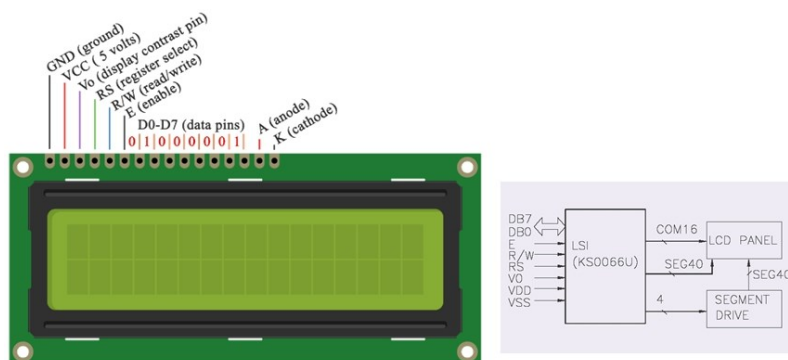 GND (ground)
VCC ( 5 volts)
Vo (display contrast pin)
RS (register select)
R/W (read/write)
E (enable)
D0-D7 (data pins)
0 1 0 0 0 0 0 1
A (anode)
K (cathode)
DB7
DB0
E
R/W
RS
VO
VDD
VSS
LSI
(KS0066U)
COM16
SEG40
4
LCD PANEL
SEG40
SEGMENT
DRIVE